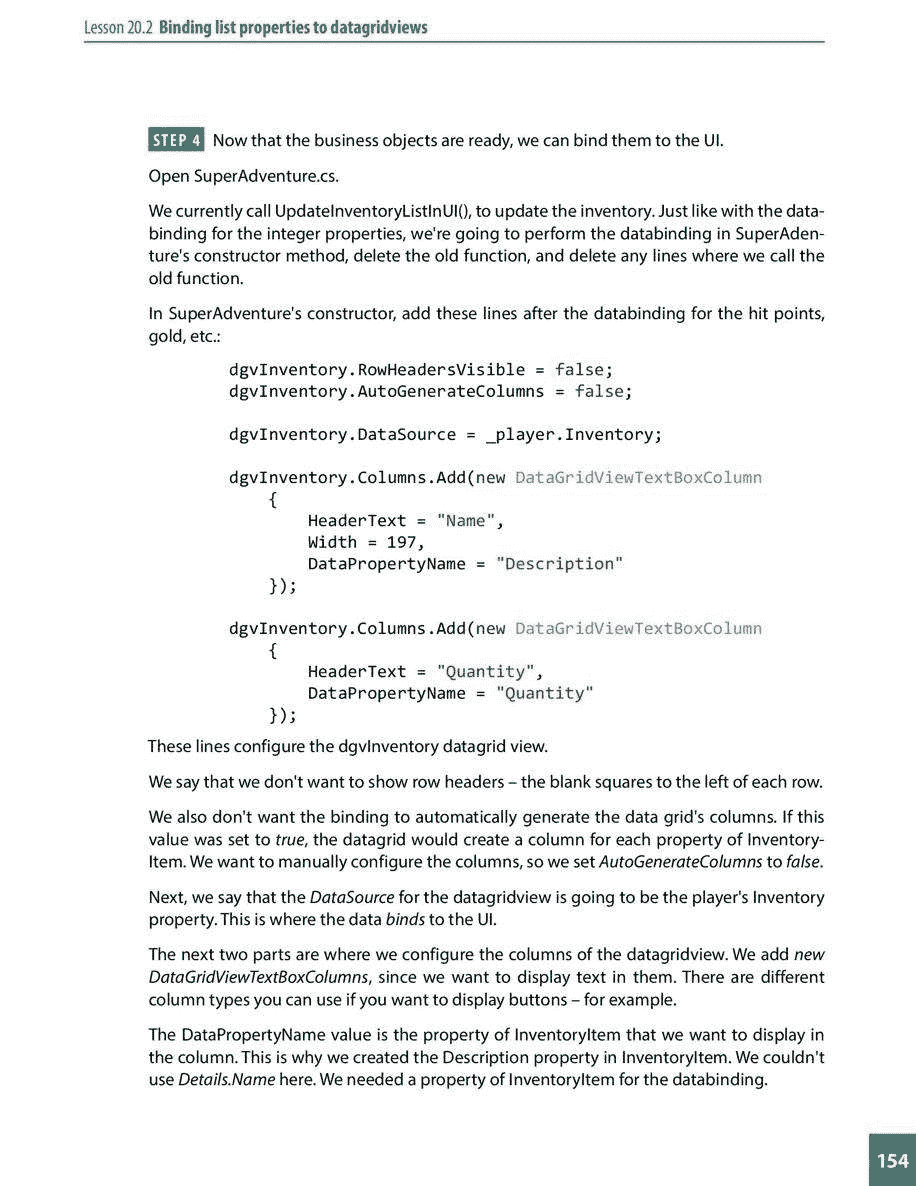 Lesson 20.2 Binding list properties to datagridviews
STEP 4 Now that the business objects are ready, we can bind them to the UI.
Open SuperAdventure.cs.
We currently call UpdateInventoryListInUI(), to update the inventory. Just like with the data-
binding for the integer properties, we're going to perform the databinding in SuperAden-
ture's constructor method, delete the old function, and delete any lines where we call the
old function.
In SuperAdventure's constructor, add these lines after the databinding for the hit points,
gold, etc.:
dgvInventory.RowHeadersVisible = false;
dgvInventory.AutoGenerateColumns = false;
dgvInventory.DataSource = _player.Inventory;
dgvInventory.Columns.Add(new DataGridViewTextBoxColumn
{
HeaderText = "Name",
Width = 197,
DataPropertyName = "Description"
});
dgvInventory.Columns.Add(new DataGridViewTextBoxColumn
{
HeaderText = "Quantity",
DataPropertyName = "Quantity"
});
These lines configure the dgvInventory datagrid view.
We say that we don't want to show row headers – the blank squares to the left of each row.
We also don't want the binding to automatically generate the data grid's columns. If this
value was set to true, the datagrid would create a column for each property of Inventory-
Item. We want to manually configure the columns, so we set AutoGenerateColumns to false.
Next, we say that the DataSource for the datagridview is going to be the player's Inventory
property. This is where the data binds to the UI.
The next two parts are where we configure the columns of the datagridview. We add new
DataGridViewTextBoxColumns, since we want to display text in them. There are different
column types you can use if you want to display buttons – for example.
The DataPropertyName value is the property of InventoryItem that we want to display in
the column. This is why we created the Description property in InventoryItem. We couldn't
use Details.Name here. We needed a property of InventoryItem for the databinding.
154